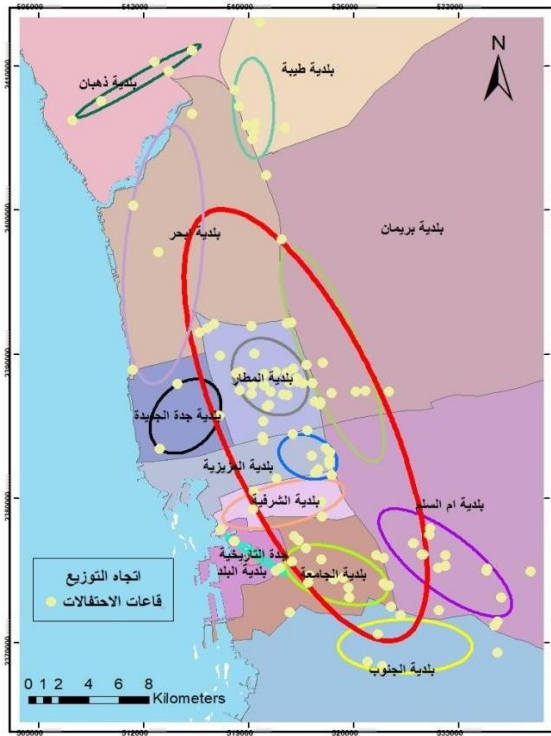 N
بلدية طيبة
بلدية ذهبان
بلدية ابحر
بلدية بريمان
بلدية المطار
بلدية جدة الجديدة
بلدية العزيزية
بلدية الشرفية
بلدية ام السلم
جدة التاريخية
بلدية البلد
بلدية الجامعة
بلدية الجنوب
اتجاه التوزيع
قاعات الاحتفالات
0 1 2 4 6 8
Kilometers